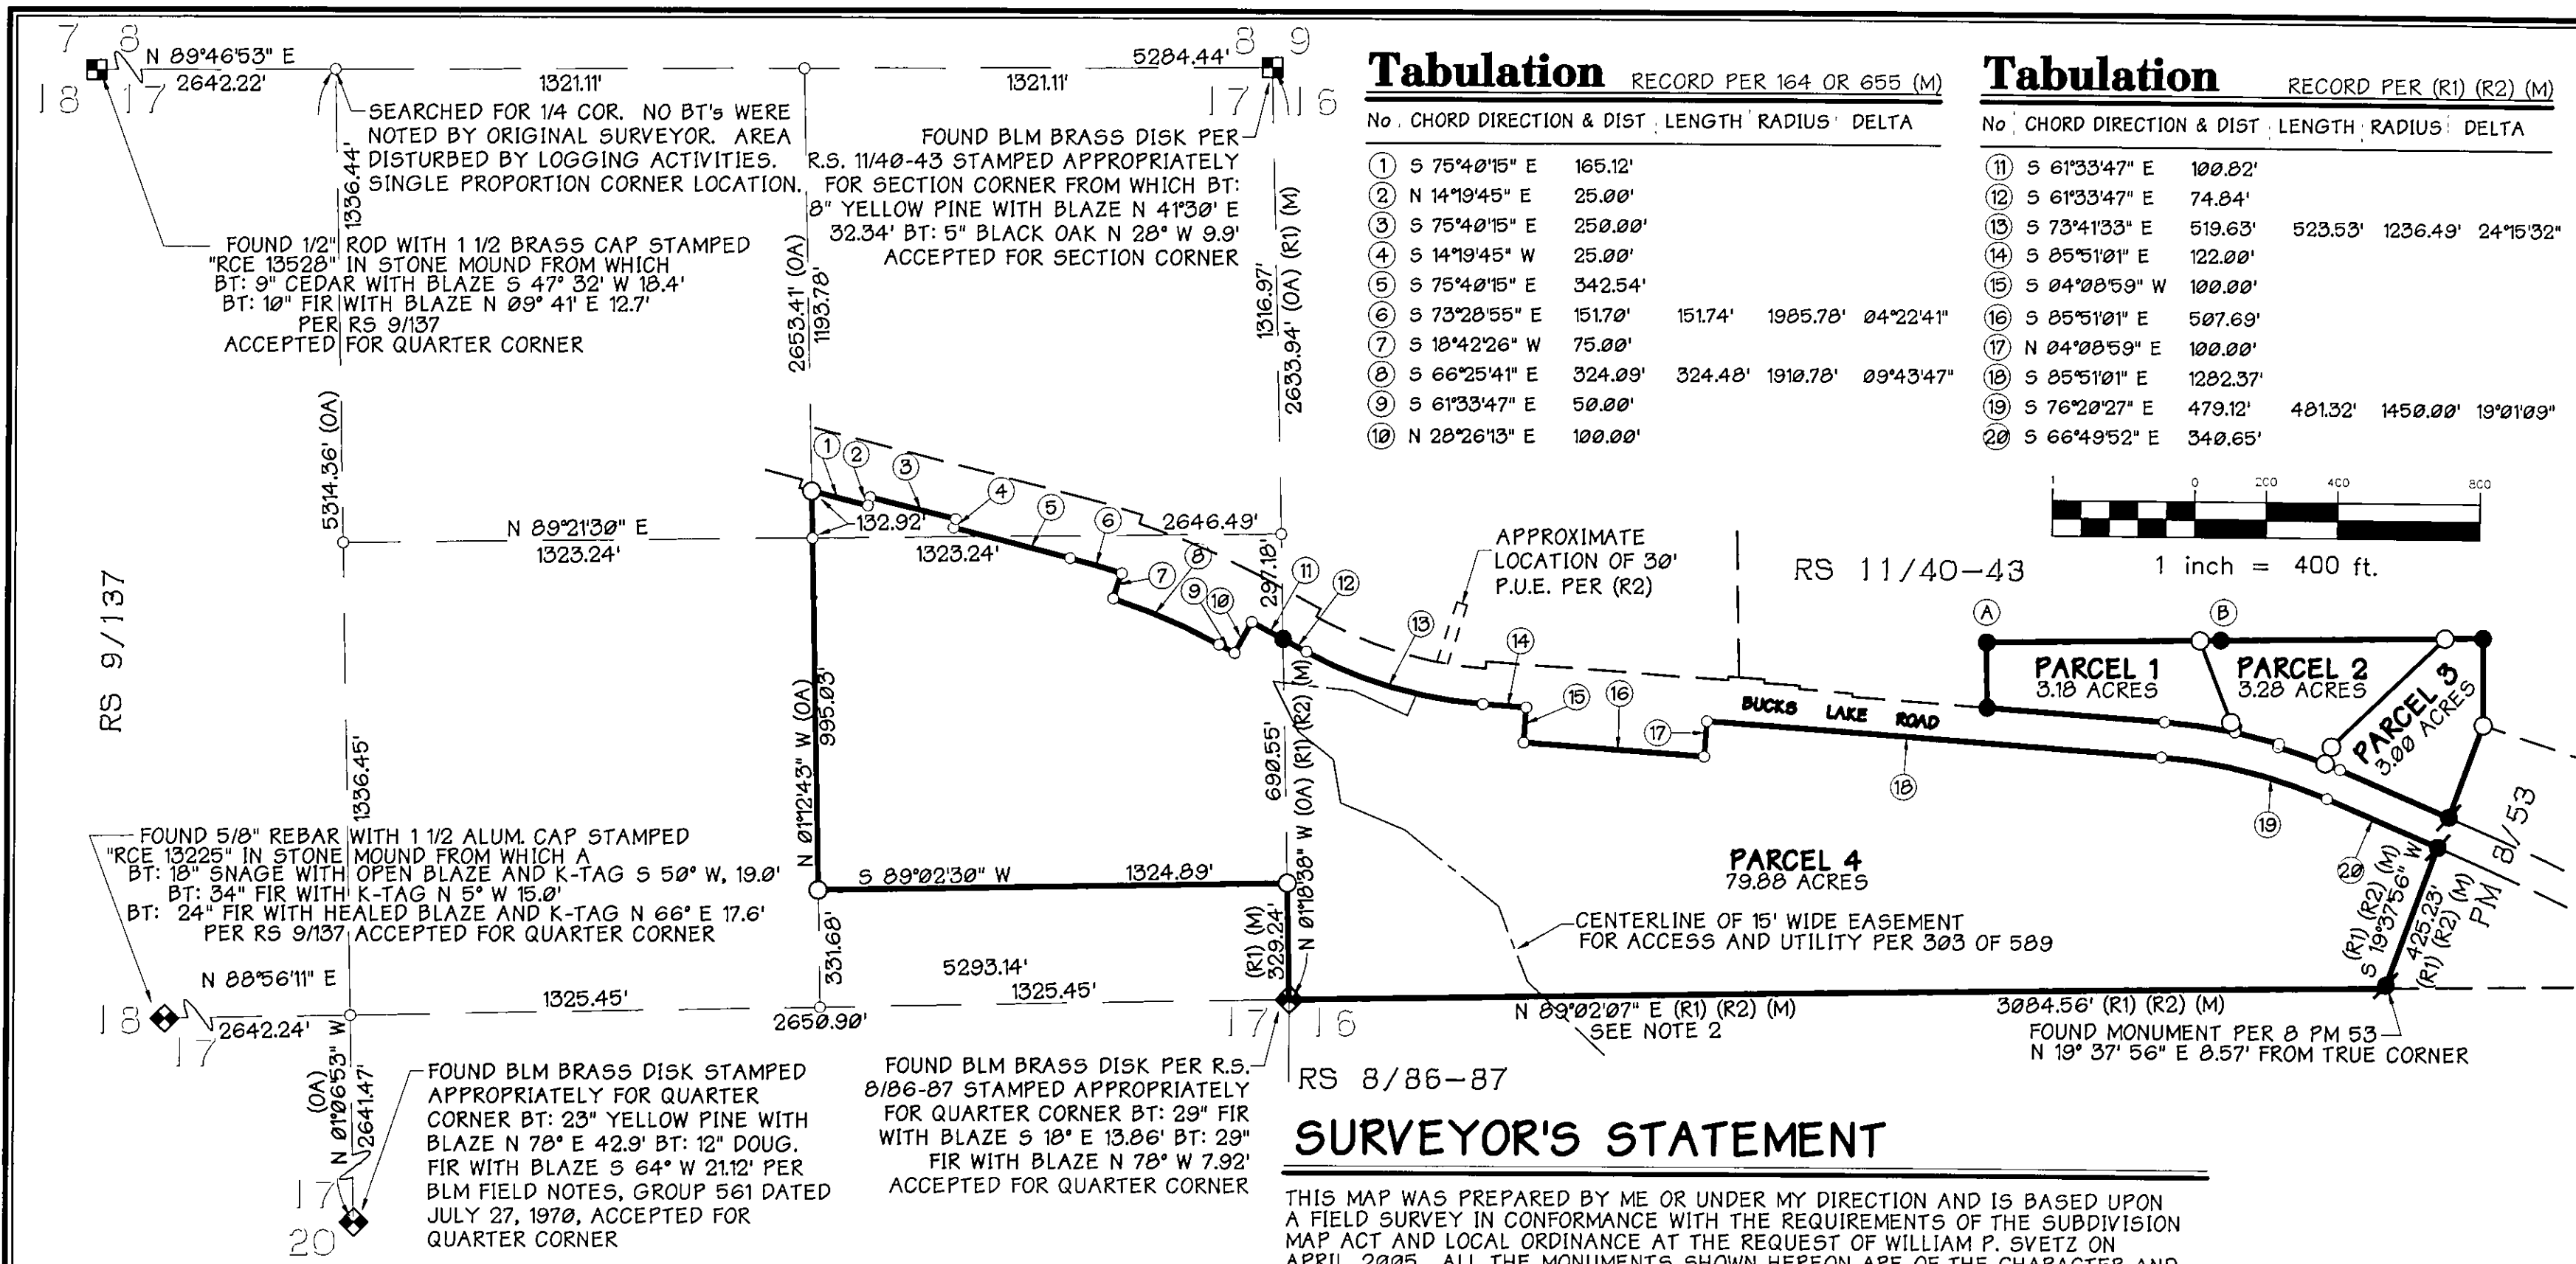 7 8
18 17
N 89°46'53" E
2642.22'
1321.11'
1321.11'
5284.44'
8 9
17 16
SEARCHED FOR 1/4 COR. NO BT's WERE
NOTED BY ORIGINAL SURVEYOR. AREA
DISTURBED BY LOGGING ACTIVITIES.
SINGLE PROPORTION CORNER LOCATION.
FOUND BLM BRASS DISK PER
R.S. 11/40-43 STAMPED APPROPRIATELY
FOR SECTION CORNER FROM WHICH BT:
8" YELLOW PINE WITH BLAZE N 41°30' E
32.34' BT: 5" BLACK OAK N 28° W 9.9'
ACCEPTED FOR SECTION CORNER
FOUND 1/2" ROD WITH 1 1/2 BRASS CAP STAMPED
"RCE 13528" IN STONE MOUND FROM WHICH
BT: 9" CEDAR WITH BLAZE S 47° 32' W 18.4'
BT: 10" FIR WITH BLAZE N 09° 41' E 12.7'
PER RS 9/137
ACCEPTED FOR QUARTER CORNER
1336.44'
5314.36' (OA)
2653.41' (OA)
1193.78'
1316.97'
2633.94' (OA) (R1) (M)
Tabulation RECORD PER 164 OR 655 (M)
No. CHORD DIRECTION & DIST LENGTH RADIUS DELTA
1 S 75°40'15" E 165.12'
2 N 14°19'45" E 25.00'
3 S 75°40'15" E 250.00'
4 S 14°19'45" W 25.00'
5 S 75°40'15" E 342.54'
6 S 73°28'55" E 151.70' 151.74' 1985.78' 04°22'41"
7 S 18°42'26" W 75.00'
8 S 66°25'41" E 324.09' 324.48' 1910.78' 09°43'47"
9 S 61°33'47" E 50.00'
10 N 28°26'13" E 100.00'
Tabulation RECORD PER (R1) (R2) (M)
No CHORD DIRECTION & DIST LENGTH RADIUS DELTA
11 S 61°33'47" E 100.82'
12 S 61°33'47" E 74.84'
13 S 73°41'33" E 519.63' 523.53' 1236.49' 24°15'32"
14 S 85°51'01" E 122.00'
15 S 04°08'59" W 100.00'
16 S 85°51'01" E 507.69'
17 N 04°08'59" E 100.00'
18 S 85°51'01" E 1282.37'
19 S 76°20'27" E 479.12' 481.32' 1450.00' 19°01'09"
20 S 66°49'52" E 340.65'
0 200 400 800
1 inch = 400 ft.
1 2 3 4 5 6 7 8 9 10 11 12 13 14 15 16 17 18 19 20
132.92'
N 89°21'30" E
1323.24'
1323.24'
2646.49'
297.18'
APPROXIMATE
LOCATION OF 30'
P.U.E. PER (R2)
RS 11/40-43
A B
PARCEL 1
3.18 ACRES
PARCEL 2
3.28 ACRES
PARCEL 3
3.00 ACRES
BUCKS LAKE ROAD
RS 9/137
N 01°12'43" W (OA)
995.03'
690.55'
N 01°18'38" W (OA) (R1) (R2) (M)
1336.45'
FOUND 5/8" REBAR WITH 1 1/2 ALUM. CAP STAMPED
"RCE 13225" IN STONE MOUND FROM WHICH A
BT: 18" SNAGE WITH OPEN BLAZE AND K-TAG S 50° W, 19.0'
BT: 34" FIR WITH K-TAG N 5° W 15.0'
BT: 24" FIR WITH HEALED BLAZE AND K-TAG N 66° E 17.6'
PER RS 9/137 ACCEPTED FOR QUARTER CORNER
S 89°02'30" W
1324.89'
PARCEL 4
79.88 ACRES
CENTERLINE OF 15' WIDE EASEMENT
FOR ACCESS AND UTILITY PER 303 OF 589
(R1) (R2) (M)
S 19°37'56" W
425.23'
(R1) (R2) (M)
PM 8/53
331.68'
(R1) (M)
329.24'
N 88°56'11" E
18
17
2642.24'
1325.45'
5293.14'
1325.45'
2650.90'
17 16
N 89°02'07" E (R1) (R2) (M)
SEE NOTE 2
3084.56' (R1) (R2) (M)
FOUND MONUMENT PER 8 PM 53
N 19° 37' 56" E 8.57' FROM TRUE CORNER
(OA)
N 01°06'53" W
2641.47'
17
20
FOUND BLM BRASS DISK STAMPED
APPROPRIATELY FOR QUARTER
CORNER BT: 23" YELLOW PINE WITH
BLAZE N 78° E 42.9' BT: 12" DOUG.
FIR WITH BLAZE S 64° W 21.12' PER
BLM FIELD NOTES, GROUP 561 DATED
JULY 27, 1970, ACCEPTED FOR
QUARTER CORNER
FOUND BLM BRASS DISK PER R.S.
8/86-87 STAMPED APPROPRIATELY
FOR QUARTER CORNER BT: 29" FIR
WITH BLAZE S 18° E 13.86' BT: 29"
FIR WITH BLAZE N 78° W 7.92'
ACCEPTED FOR QUARTER CORNER
RS 8/86-87
SURVEYOR'S STATEMENT
THIS MAP WAS PREPARED BY ME OR UNDER MY DIRECTION AND IS BASED UPON
A FIELD SURVEY IN CONFORMANCE WITH THE REQUIREMENTS OF THE SUBDIVISION
MAP ACT AND LOCAL ORDINANCE AT THE REQUEST OF WILLIAM P. SVETZ ON
APRIL, 2005. ALL THE MONUMENTS SHOWN HEREON ARE OF THE CHARACTER AND